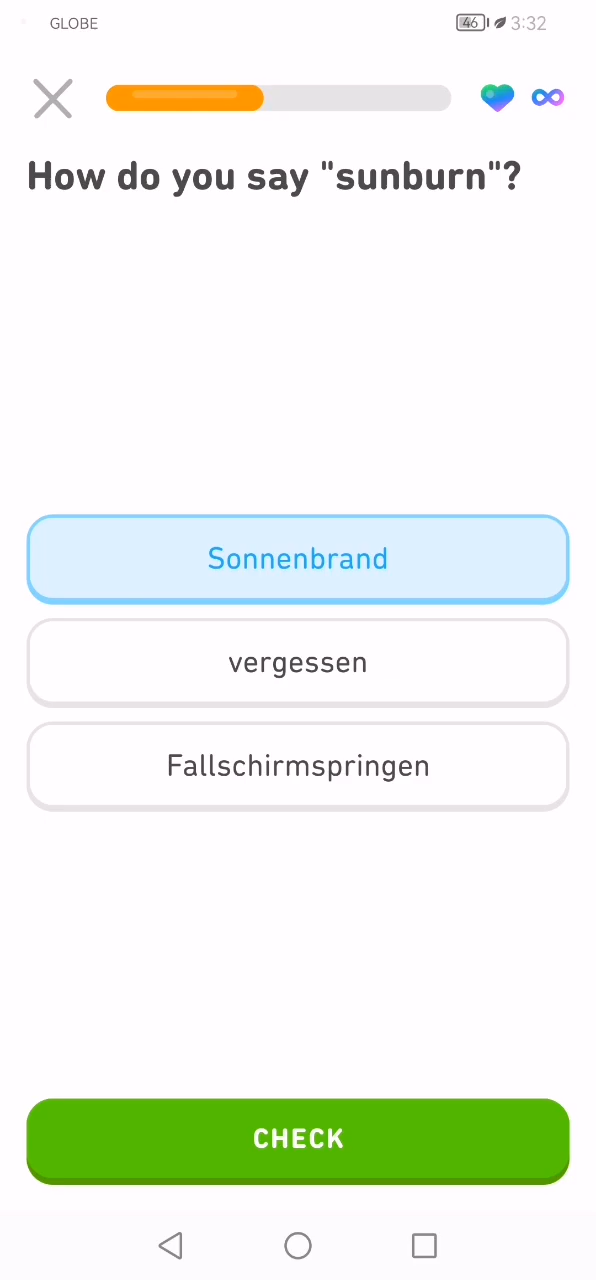 GLOBE
46 3:32
How do you say "sunburn"?
Sonnenbrand
vergessen
Fallschirmspringen
CHECK